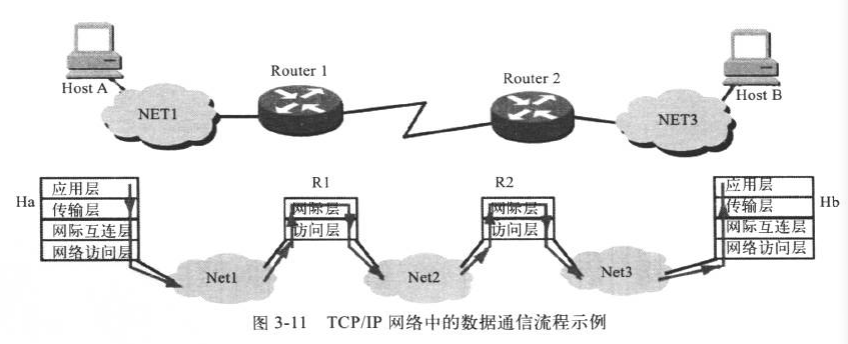 Host A
NET1
Router 1
Router 2
NET3
Host B
Ha
应用层
传输层
网际互连层
网络访问层
R1
网际层
访问层
R2
网际层
访问层
应用层
传输层
网际互连层
网络访问层
Hb
Net1
Net2
Net3
图 3-11 TCP/IP 网络中的数据通信流程示例